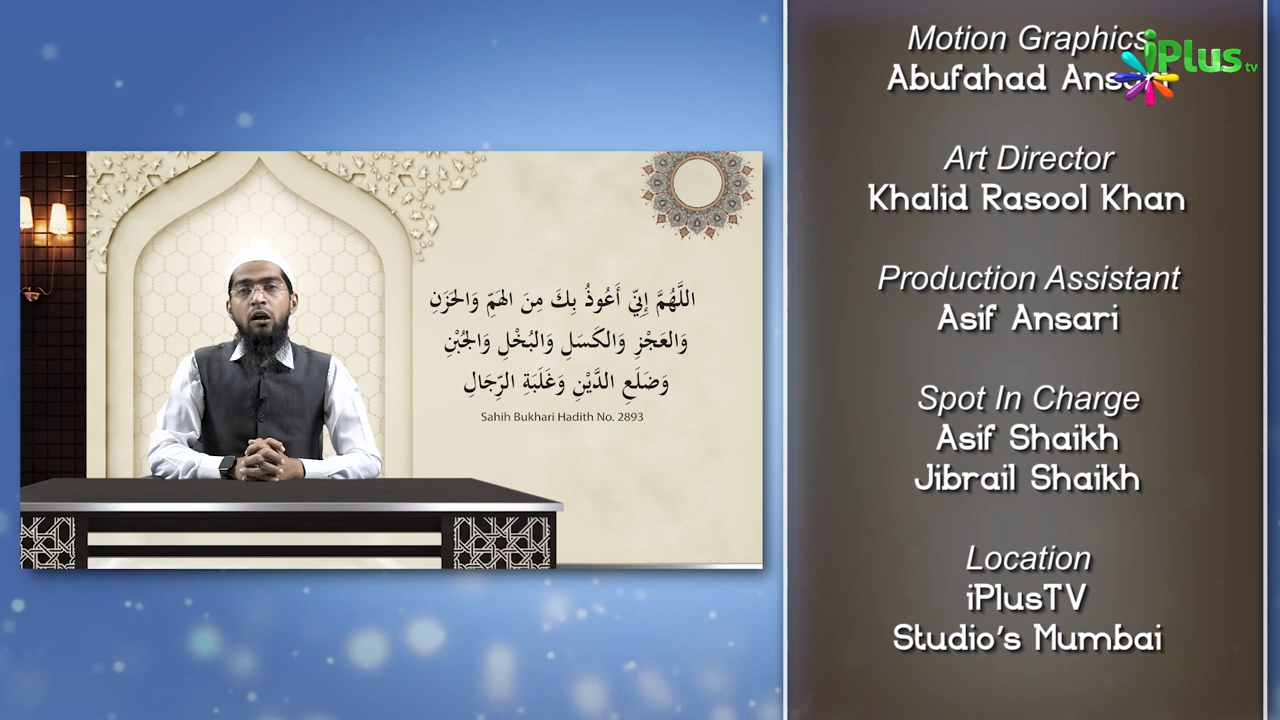 اللَّهُمَّ إِنِّي أَعُوذُ بِكَ مِنَ الهَمِّ وَالحَزَنِ
وَالعَجْزِ وَالكَسَلِ وَالبُخْلِ وَالجُبْنِ
وَضَلَعِ الدَّيْنِ وَغَلَبَةِ الرِّجَالِ
Sahih Bukhari Hadith No. 2893
Motion Graphics
Abufahad Ansari
iPlus tv
Art Director
Khalid Rasool Khan
Production Assistant
Asif Ansari
Spot In Charge
Asif Shaikh
Jibrail Shaikh
Location
iPlusTV
Studio's Mumbai